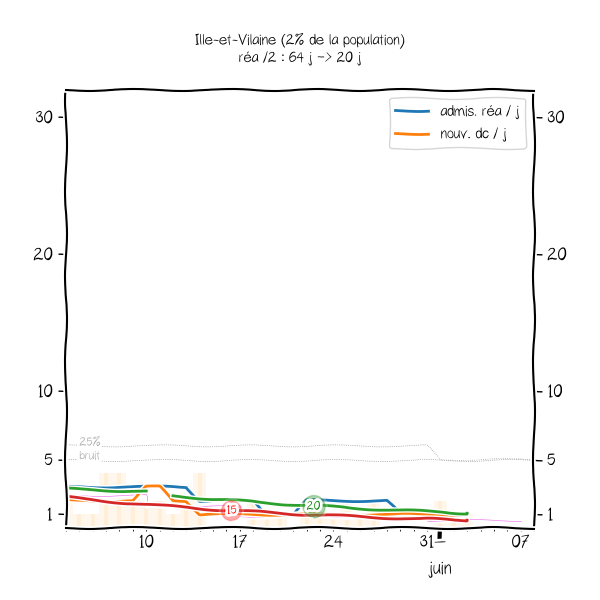 Ille-et-Vilaine (2% de la population)
réa /2 : 64 j -> 20 j
admis. réa / j
nouv. dc / j
30 30
20 20
10 10
25%
bruit
5 5
15 20
1 1
10 17 24 31 07
juin